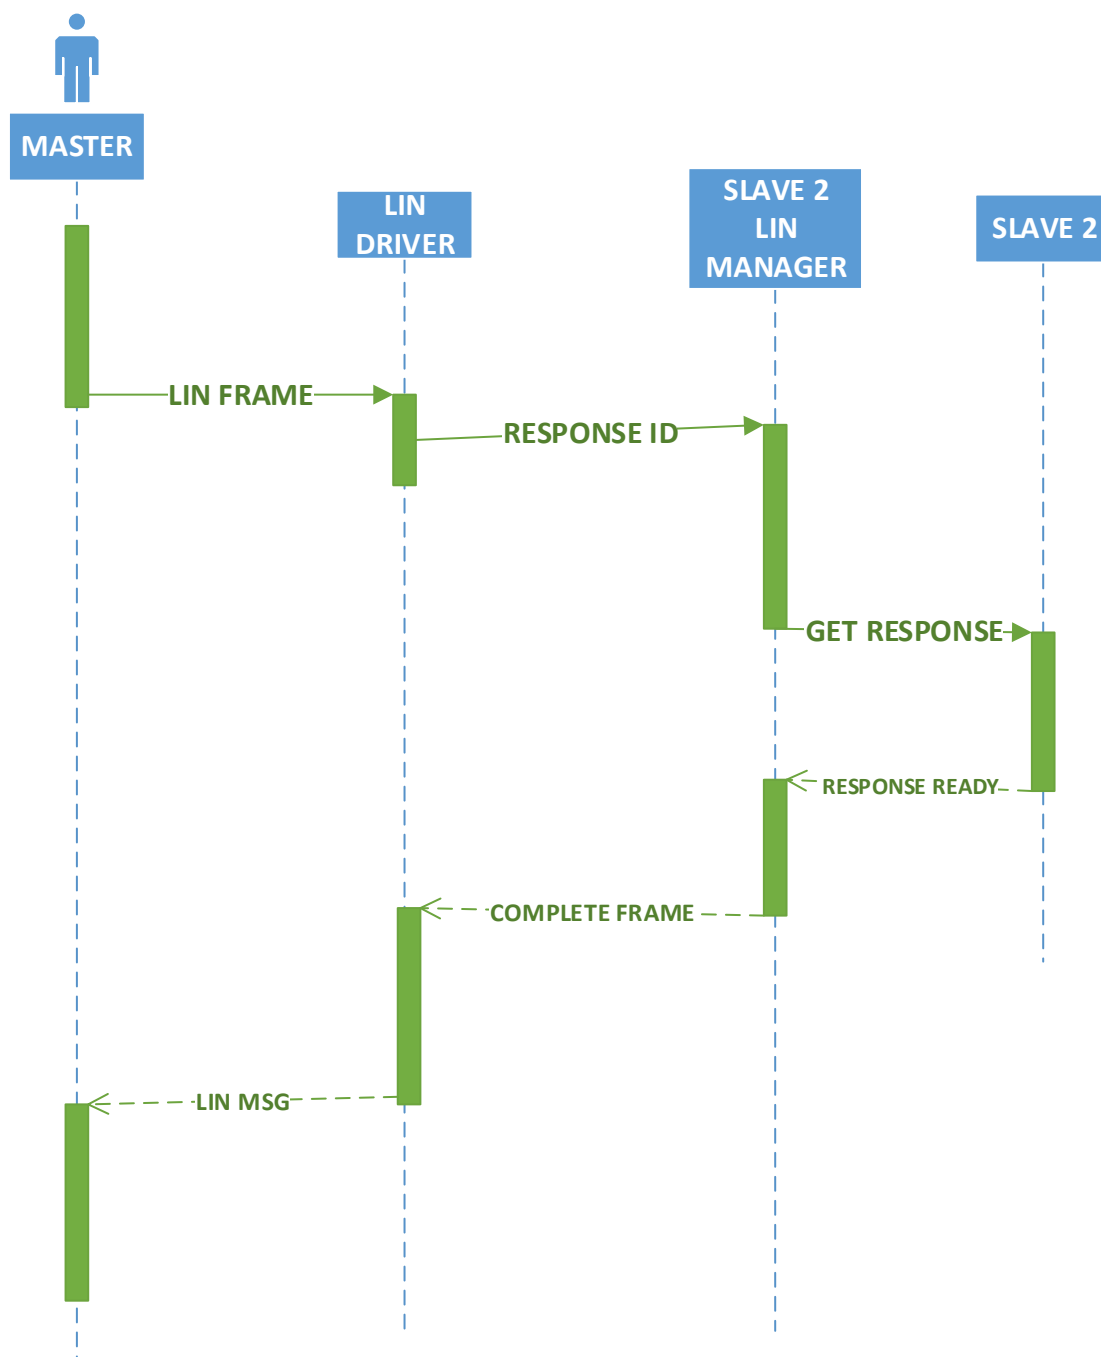 MASTER
LIN
DRIVER
SLAVE 2
LIN
MANAGER
SLAVE 2
LIN FRAME
RESPONSE ID
GET RESPONSE
RESPONSE READY
COMPLETE FRAME
LIN MSG